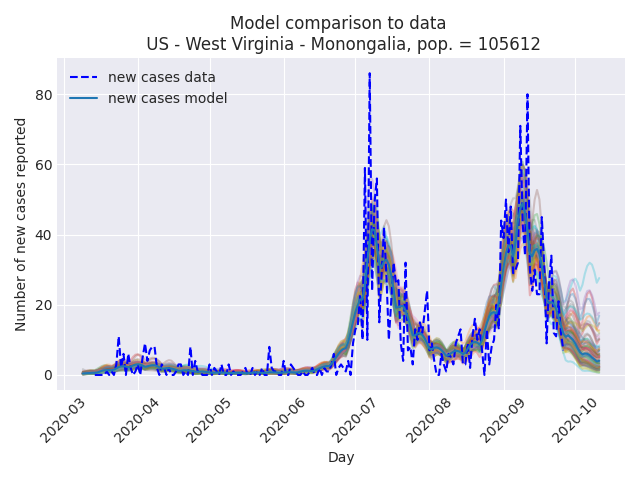 Model comparison to data
US - West Virginia - Monongalia, pop. = 105612
new cases data
new cases model
Number of new cases reported
80
60
40
20
0
2020-03
2020-04
2020-05
2020-06
2020-07
2020-08
2020-09
2020-10
Day